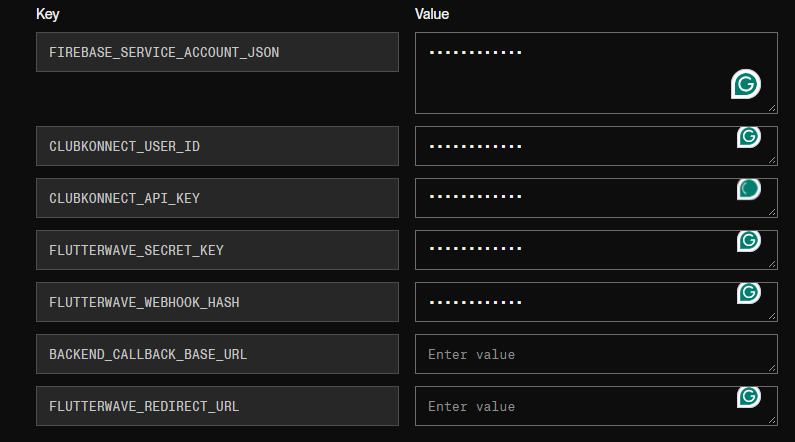 Key Value
FIREBASE_SERVICE_ACCOUNT_JSON ••••••••••••
CLUBKONNECT_USER_ID ••••••••••••
CLUBKONNECT_API_KEY ••••••••••••
FLUTTERWAVE_SECRET_KEY ••••••••••••
FLUTTERWAVE_WEBHOOK_HASH ••••••••••••
BACKEND_CALLBACK_BASE_URL Enter value
FLUTTERWAVE_REDIRECT_URL Enter value